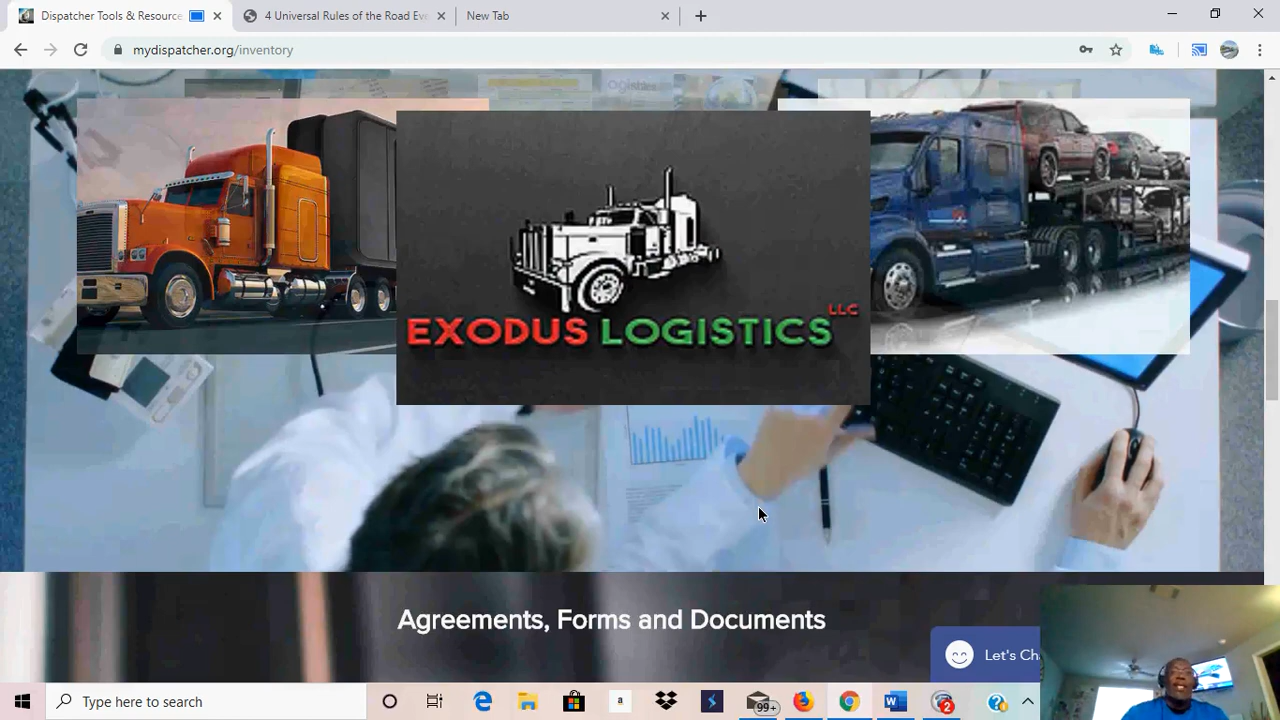 Dispatcher Tools & Resource
4 Universal Rules of the Road Eve
New Tab
mydispatcher.org/inventory
EXODUS LOGISTICS LLC
Agreements, Forms and Documents
Let's Ch
Type here to search
a
99+
2